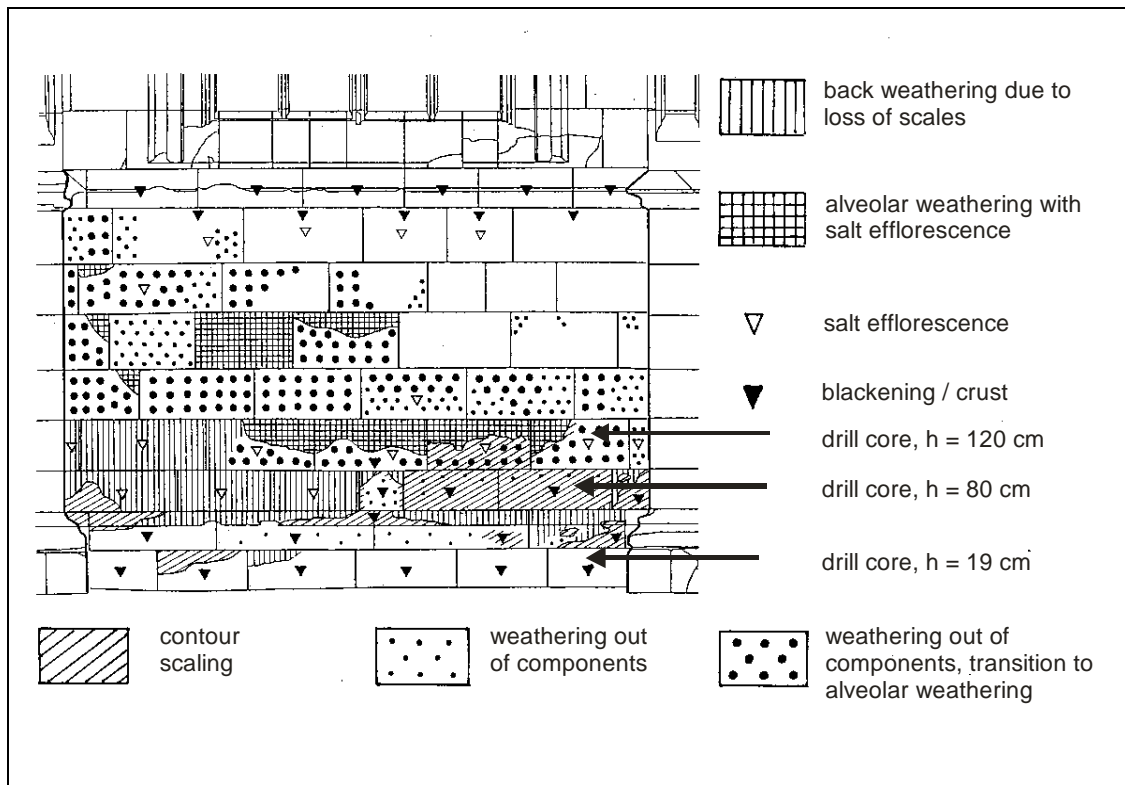 back weathering due to
loss of scales
alveolar weathering with
salt efflorescence
salt efflorescence
blackening / crust
drill core, h = 120 cm
drill core, h = 80 cm
drill core, h = 19 cm
contour
scaling
weathering out
of components
weathering out of
components, transition to
alveolar weathering